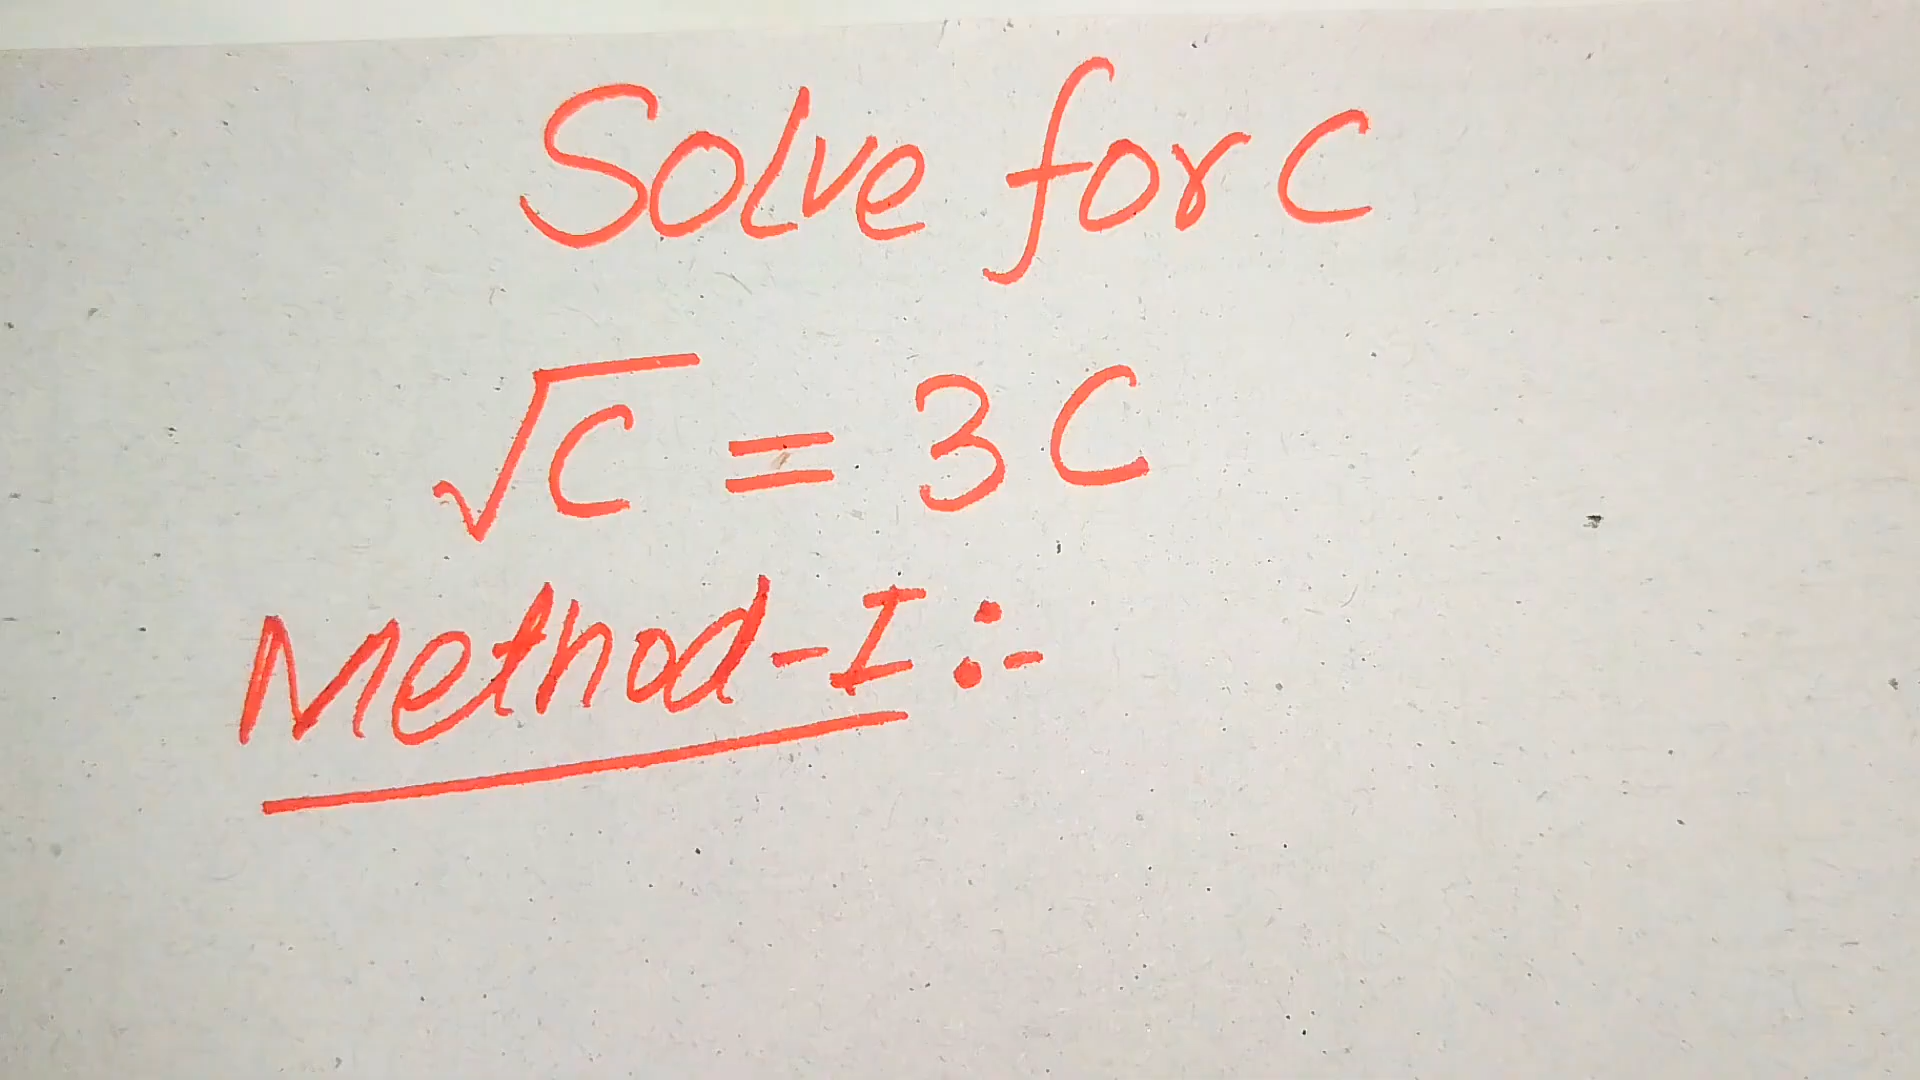 Solve for C
√C = 3C
Method-I :-